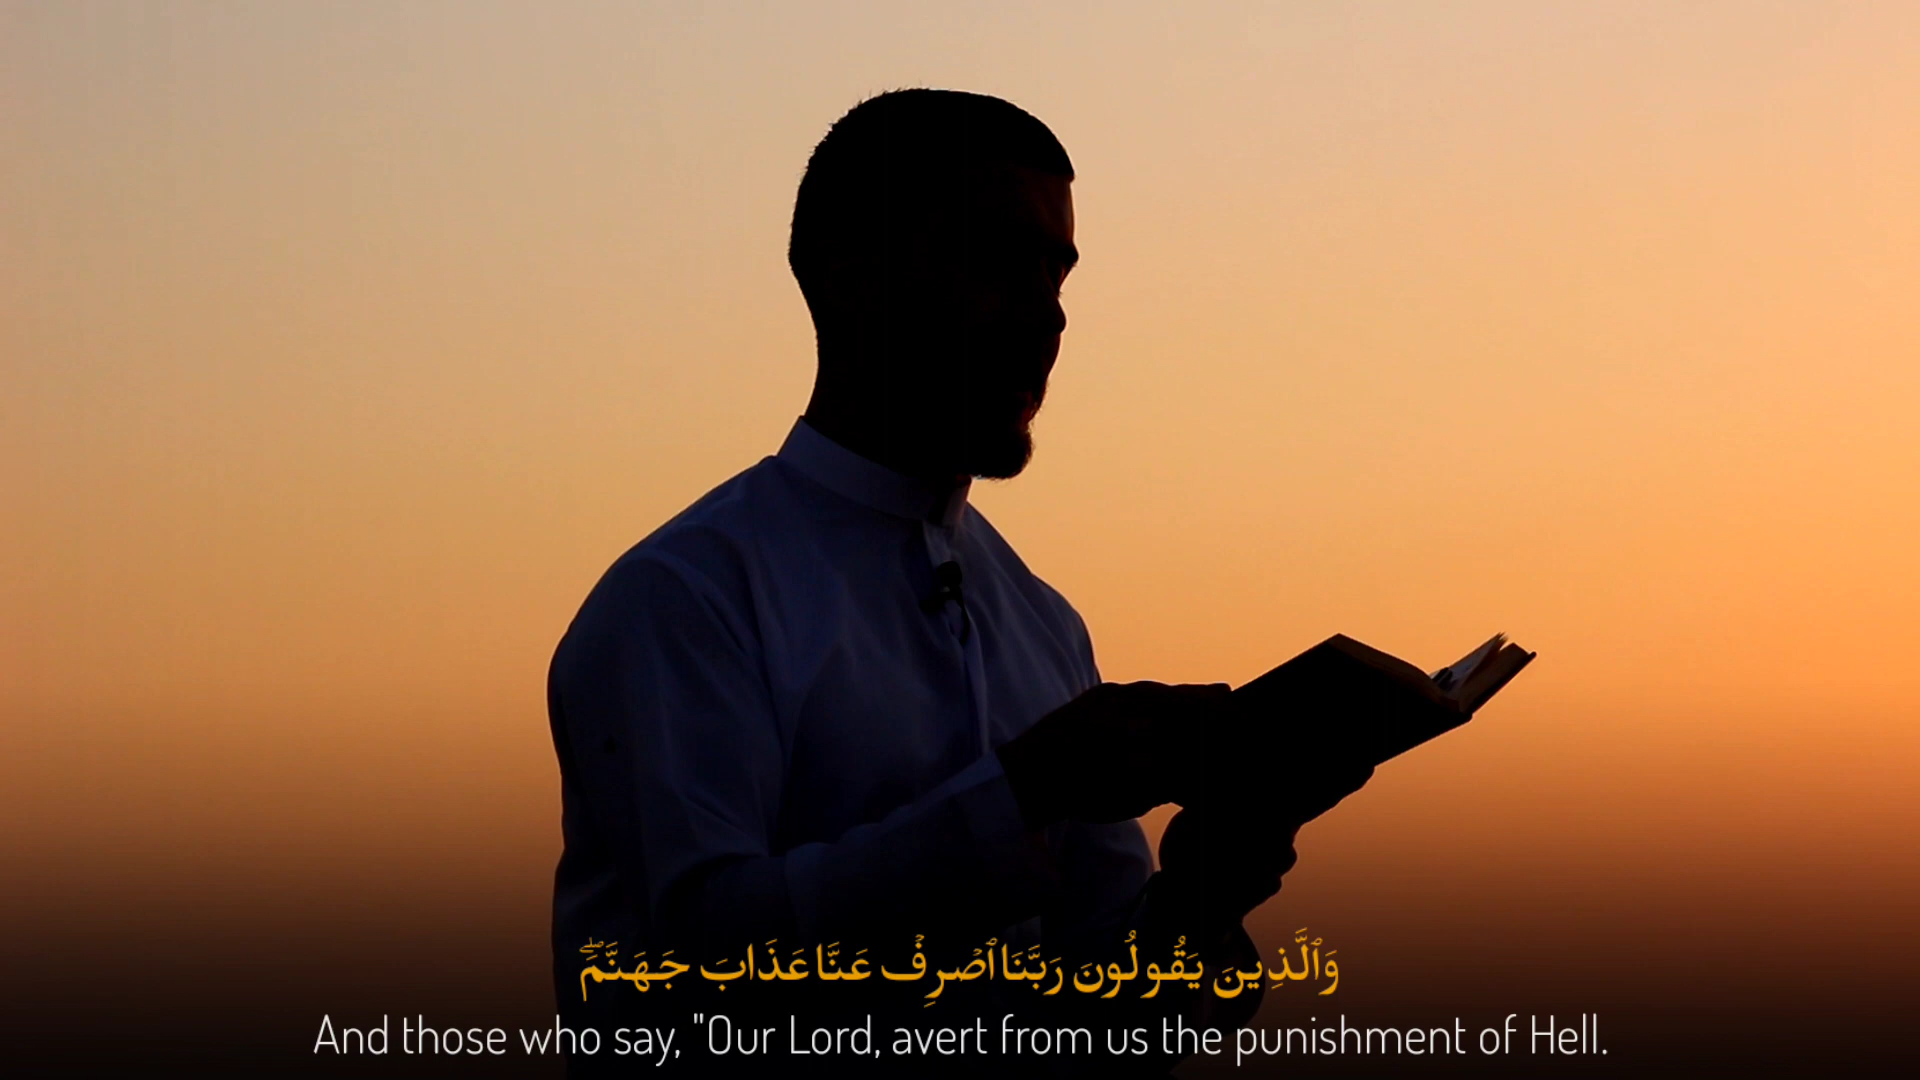 وَٱلَّذِينَ يَقُولُونَ رَبَّنَا ٱصْرِفْ عَنَّا عَذَابَ جَهَنَّمَ ۖ
And those who say, "Our Lord, avert from us the punishment of Hell.